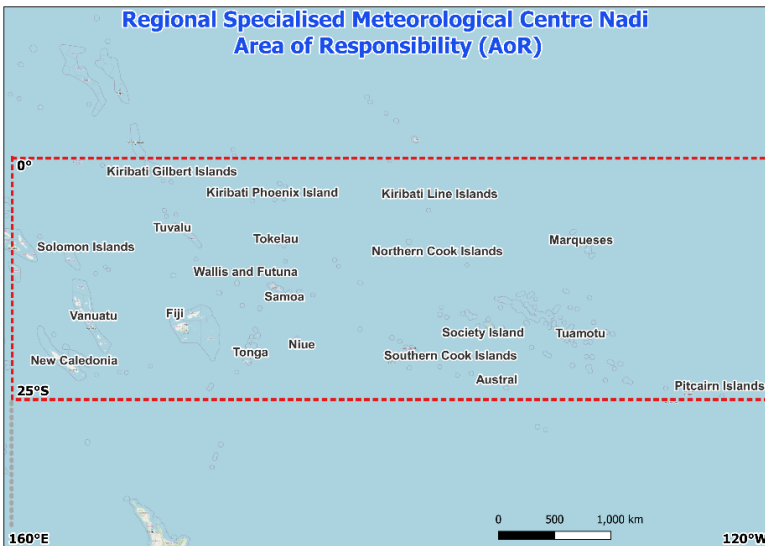 Regional Specialised Meteorological Centre Nadi
Area of Responsibility (AoR)
0°
Kiribati Gilbert Islands
Kiribati Phoenix Island
Kiribati Line Islands
Tuvalu
Tokelau
Marqueses
Solomon Islands
Northern Cook Islands
Wallis and Futuna
Samoa
Vanuatu
Fiji
Society Island
Tuamotu
Niue
Tonga
Southern Cook Islands
New Caledonia
Austral
Pitcairn Islands
25°S
0 500 1,000 km
160°E
120°W